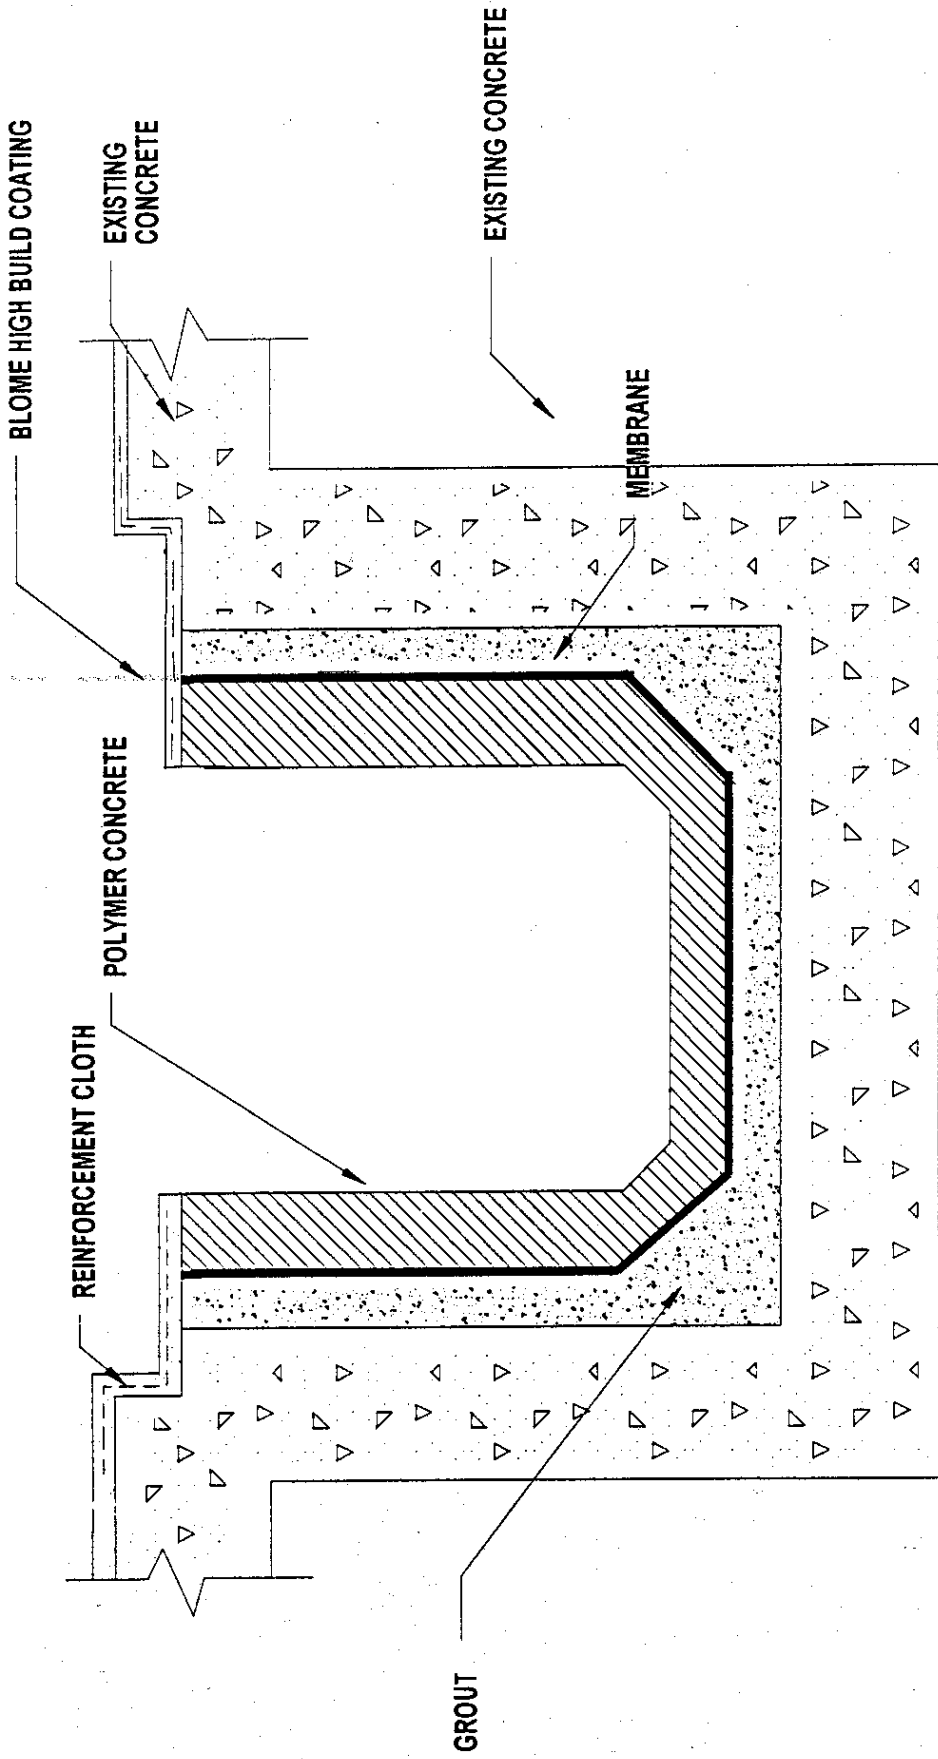 BLOME HIGH BUILD COATING
EXISTING
CONCRETE
EXISTING CONCRETE
MEMBRANE
POLYMER CONCRETE
REINFORCEMENT CLOTH
GROUT